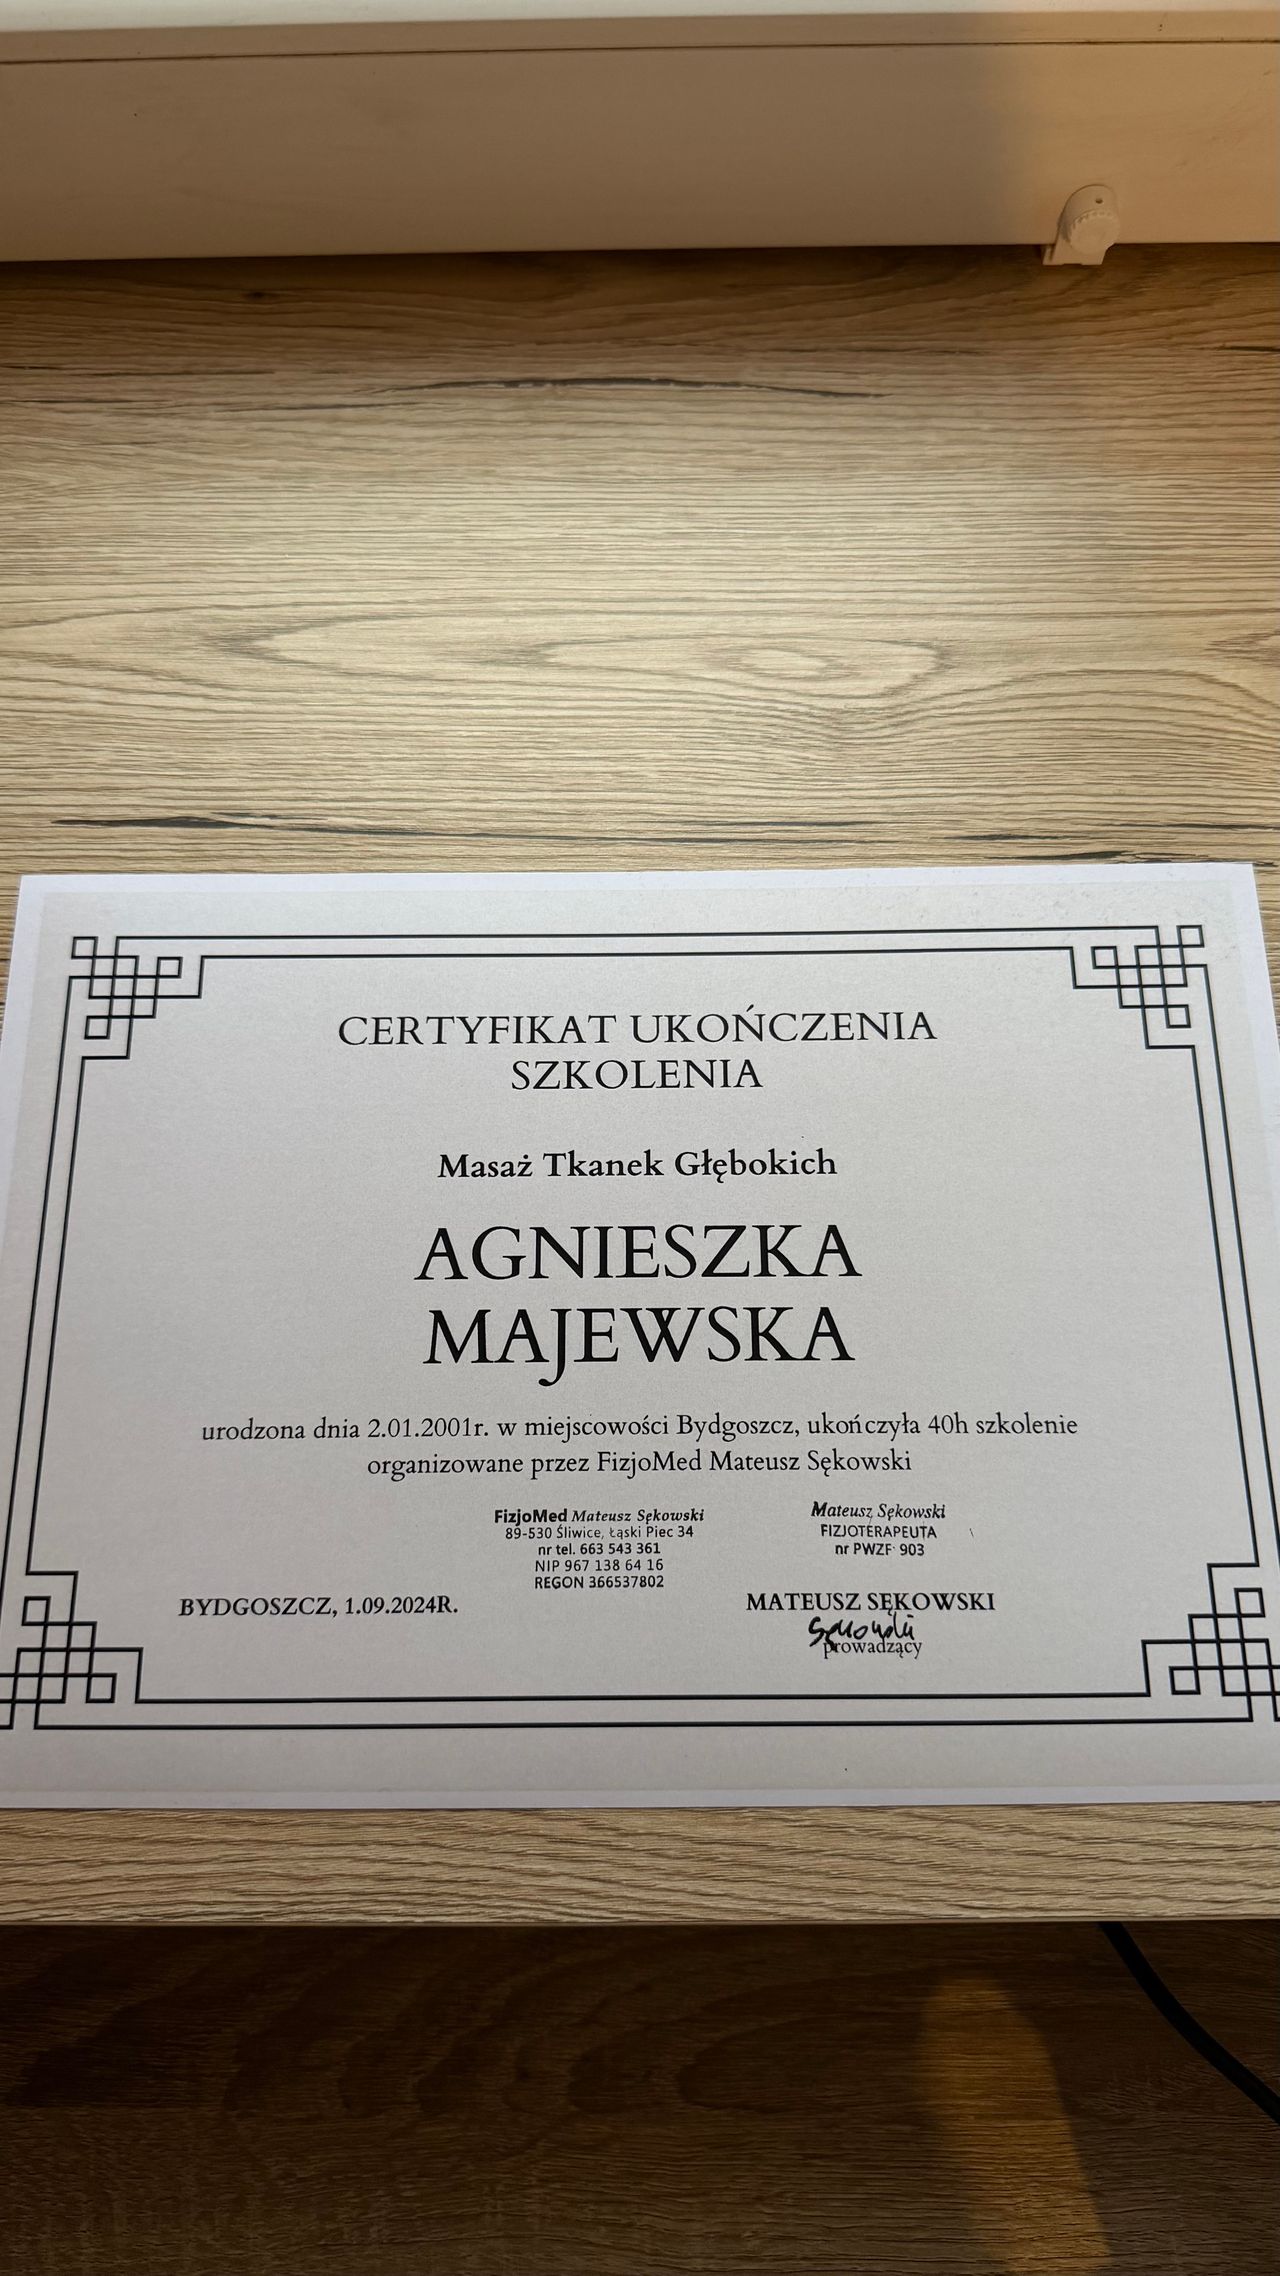 CERTYFIKAT UKOŃCZENIA
SZKOLENIA
Masaż Tkanek Głębokich
AGNIESZKA
MAJEWSKA
urodzona dnia 2.01.2001r. w miejscowości Bydgoszcz, ukończyła 40h szkolenie
organizowane przez FizjoMed Mateusz Sękowski
FizjoMed Mateusz Sękowski
89-530 Śliwice, Łąski Piec 34
nr tel. 663 543 361
NIP 967 138 64 16
REGON 366537802
Mateusz Sękowski
FIZJOTERAPEUTA
nr PWZF 903
BYDGOSZCZ, 1.09.2024R.
MATEUSZ SĘKOWSKI
Sękowski
prowadzący